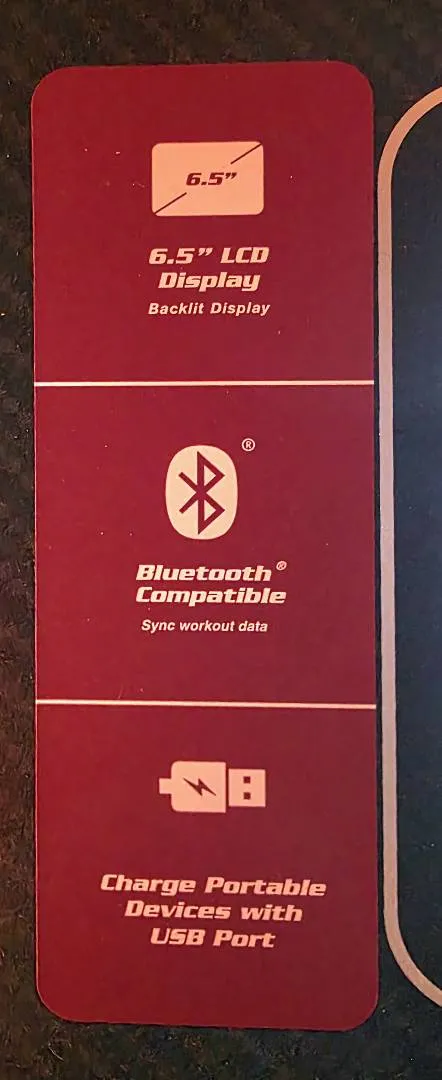 6.5”
6.5” LCD
Display
Backlit Display
®
Bluetooth®
Compatible
Sync workout data
Charge Portable
Devices with
USB Port